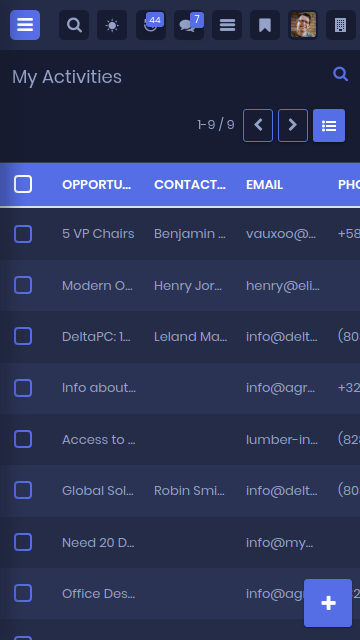 44
7
My Activities
1-9 / 9
OPPORTU... CONTACT... EMAIL PHO
5 VP Chairs Benjamin ... vauxoo@... +58
Modern O... Henry Jor... henry@eli...
DeltaPC: 1... Leland Ma... info@delt... (80
Info about... info@agr... +32
Access to ... lumber-in... (828
Global Sol... Robin Smi... info@delt... (80
Need 20 D... info@my...
Office Des... info@ag